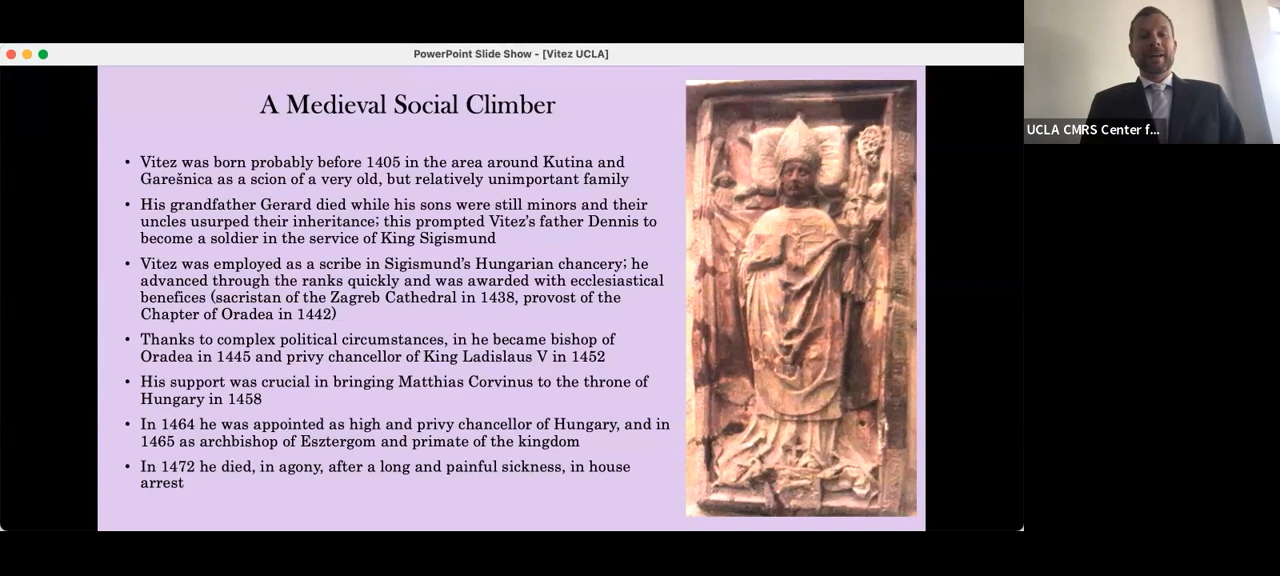 PowerPoint Slide Show - [Vitez UCLA]
A Medieval Social Climber
• Vitez was born probably before 1405 in the area around Kutina and
Garešnica as a scion of a very old, but relatively unimportant family
• His grandfather Gerard died while his sons were still minors and their
uncles usurped their inheritance; this prompted Vitez's father Dennis to
become a soldier in the service of King Sigismund
• Vitez was employed as a scribe in Sigismund's Hungarian chancery; he
advanced through the ranks quickly and was awarded with ecclesiastical
benefices (sacristan of the Zagreb Cathedral in 1438, provost of the
Chapter of Oradea in 1442)
• Thanks to complex political circumstances, in he became bishop of
Oradea in 1445 and privy chancellor of King Ladislaus V in 1452
• His support was crucial in bringing Matthias Corvinus to the throne of
Hungary in 1458
• In 1464 he was appointed as high and privy chancellor of Hungary, and in
1465 as archbishop of Esztergom and primate of the kingdom
• In 1472 he died, in agony, after a long and painful sickness, in house
arrest
UCLA CMRS Center f...